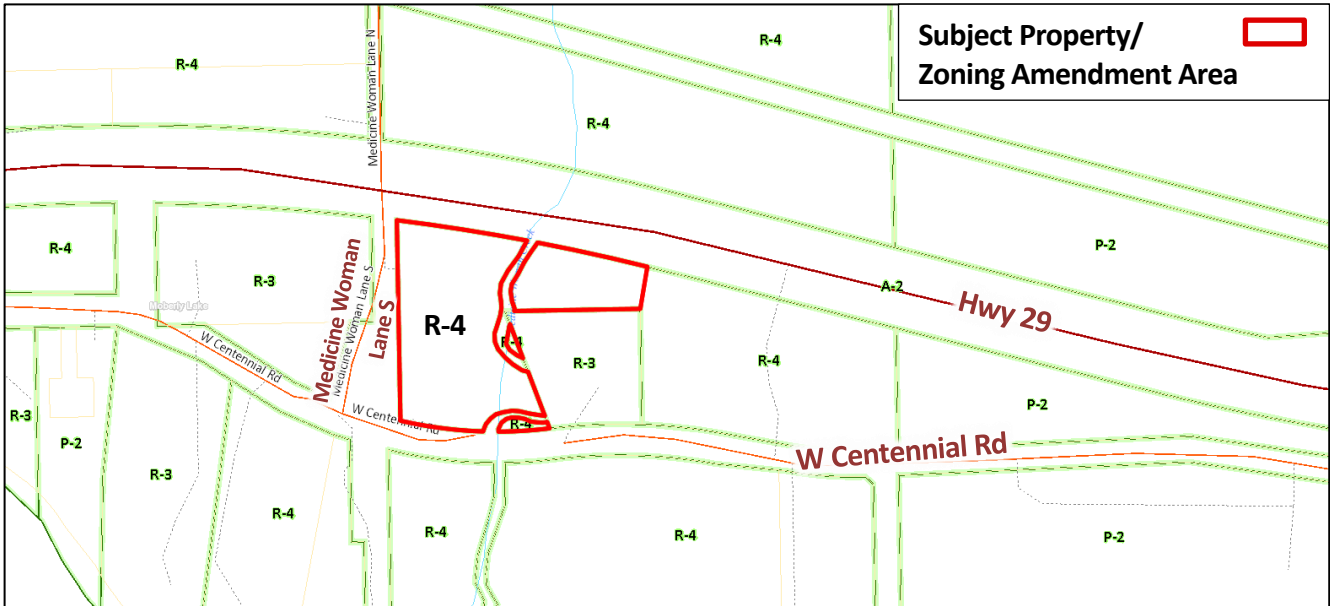 Subject Property/
Zoning Amendment Area
R-4
R-4
Medicine Woman Lane N
R-4
R-4
R-3
Moberly Lake
Medicine Woman
Lane S
Medicine Woman Lane S
R-4
R-4
R-3
R-4
A-2
Hwy 29
P-2
W Centennial Rd
W Centennial Rd
R-4
W Centennial Rd
P-2
R-3
P-2
R-3
R-4
R-4
R-4
P-2